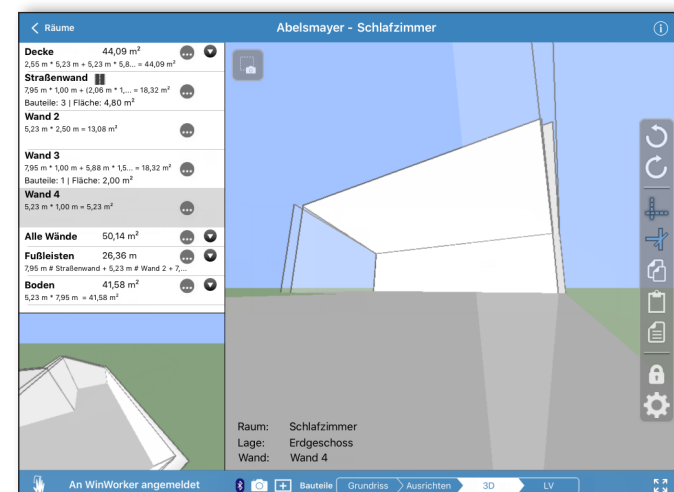 Räume
Abelsmayer - Schlafzimmer
Decke 44,09 m²
2,55 m * 5,23 m + 5,23 m * 5,8... = 44,09 m²
Straßenwand
7,95 m * 1,00 m + (2,06 m * 1,... = 18,32 m²
Bauteile: 3 | Fläche: 4,80 m²
Wand 2
5,23 m * 2,50 m = 13,08 m²
Wand 3
7,95 m * 1,00 m + 5,88 m * 1,5... = 18,32 m²
Bauteile: 1 | Fläche: 2,00 m²
Wand 4
5,23 m * 1,00 m = 5,23 m²
Alle Wände 50,14 m²
Fußleisten 26,36 m
7,95 m # Straßenwand + 5,23 m # Wand 2 + 7,...
Boden 41,58 m²
5,23 m * 7,95 m = 41,58 m²
Raum: Schlafzimmer
Lage: Erdgeschoss
Wand: Wand 4
An WinWorker angemeldet
Bauteile Grundriss Ausrichten 3D LV